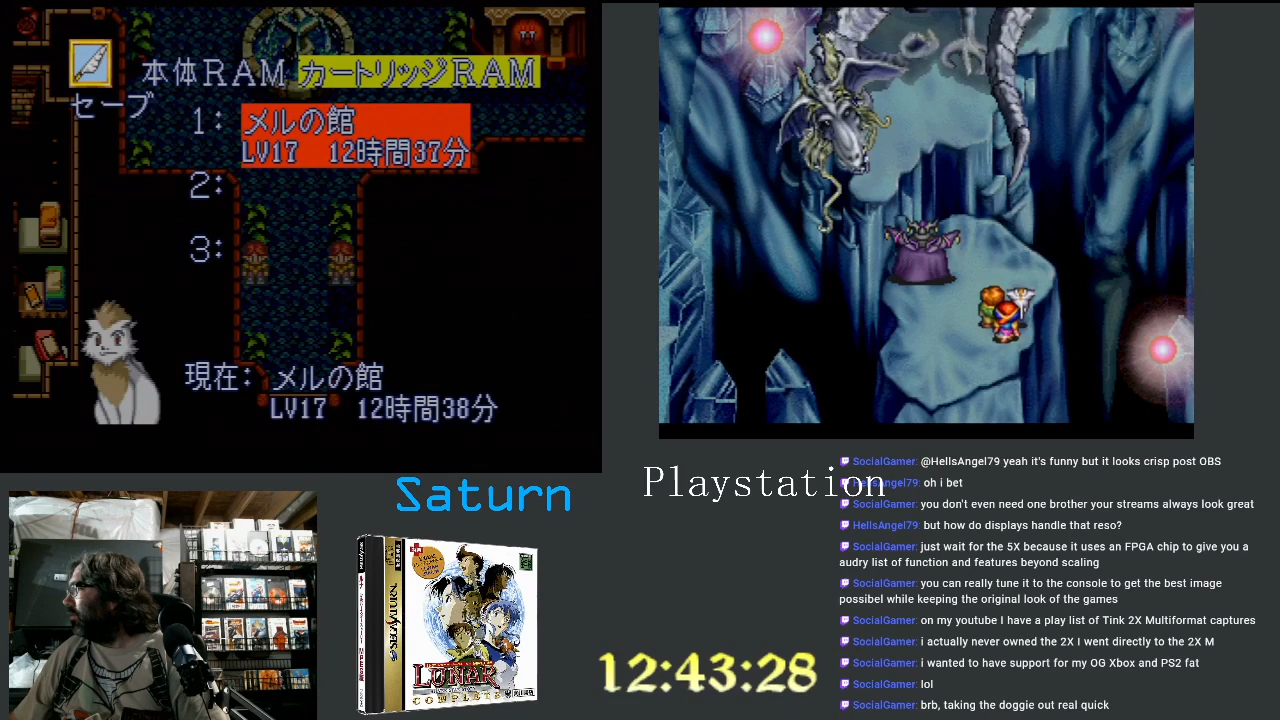 本体RAM カートリッジRAM
セーブ
1: メルの館
LV17 12時間37分
2:
3:
現在: メルの館
LV17 12時間38分
Saturn
Playstation
SATURN
LUNAR
COMPLETE
12:43:28
SocialGamer: @HellsAngel79 yeah it's funny but it looks crisp post OBS
HellsAngel79: oh i bet
SocialGamer: you don't even need one brother your streams always look great
HellsAngel79: but how do displays handle that reso?
SocialGamer: just wait for the 5X because it uses an FPGA chip to give you a
audry list of function and features beyond scaling
SocialGamer: you can really tune it to the console to get the best image
possibel while keeping the original look of the games
SocialGamer: on my youtube I have a play list of Tink 2X Multiformat captures
SocialGamer: i actually never owned the 2X I went directly to the 2X M
SocialGamer: i wanted to have support for my OG Xbox and PS2 fat
SocialGamer: lol
SocialGamer: brb, taking the doggie out real quick